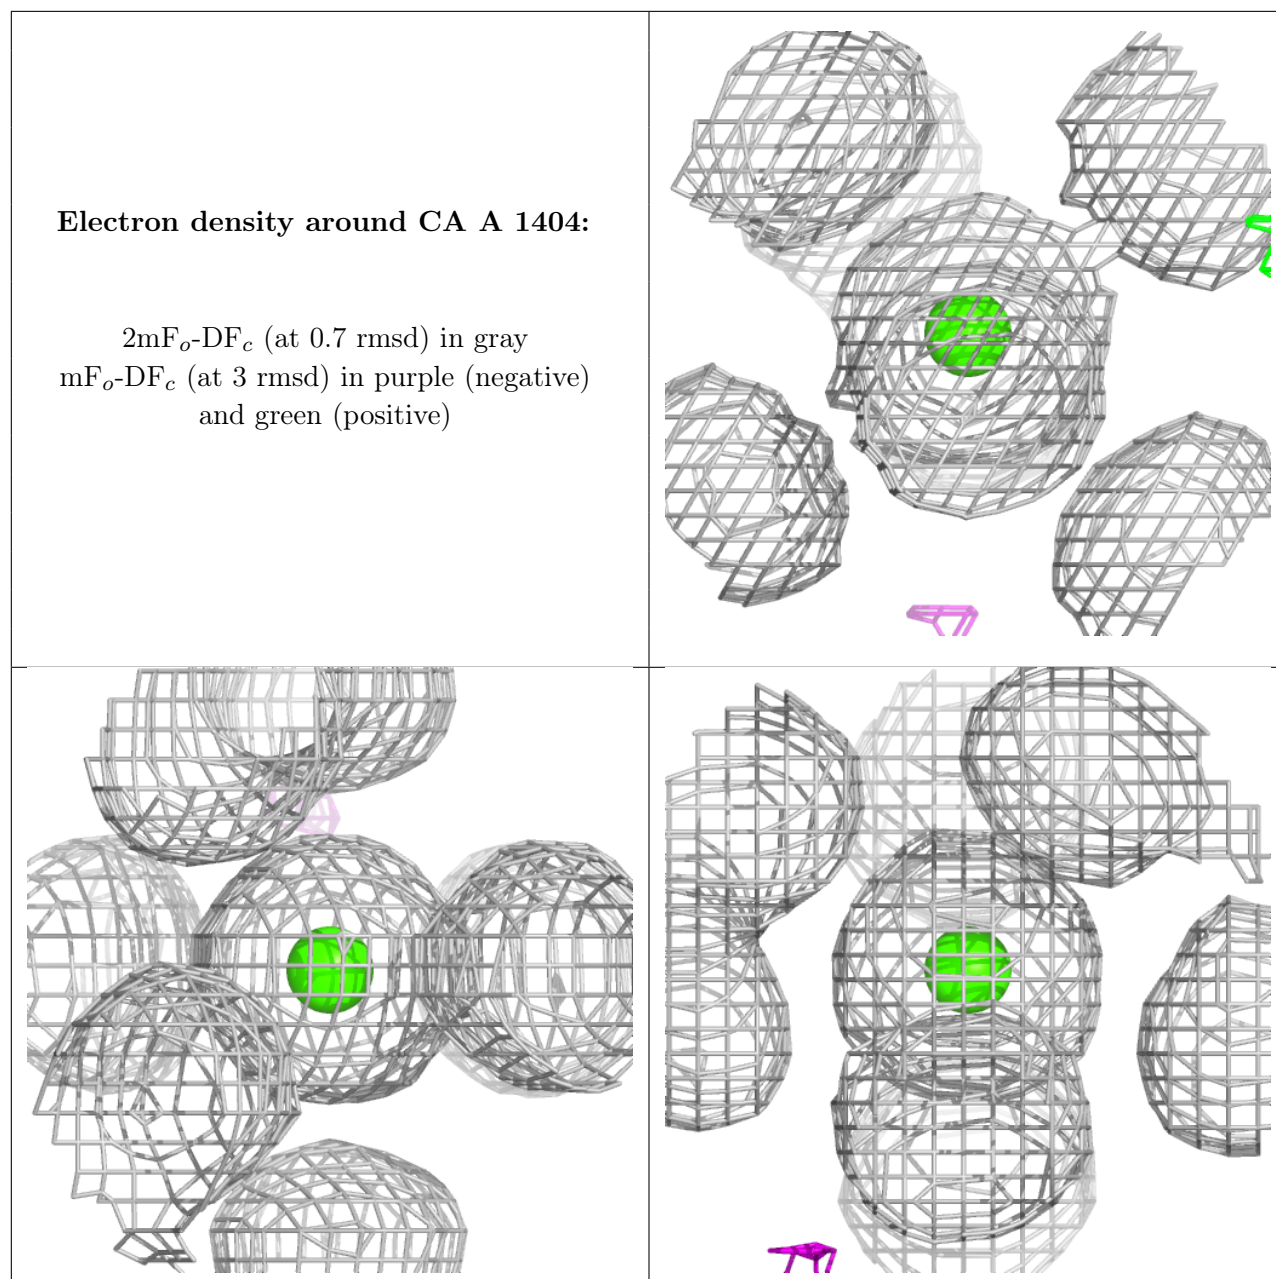 Electron density around CA A 1404:
2mFo-DFc (at 0.7 rmsd) in gray
mFo-DFc (at 3 rmsd) in purple (negative)
and green (positive)